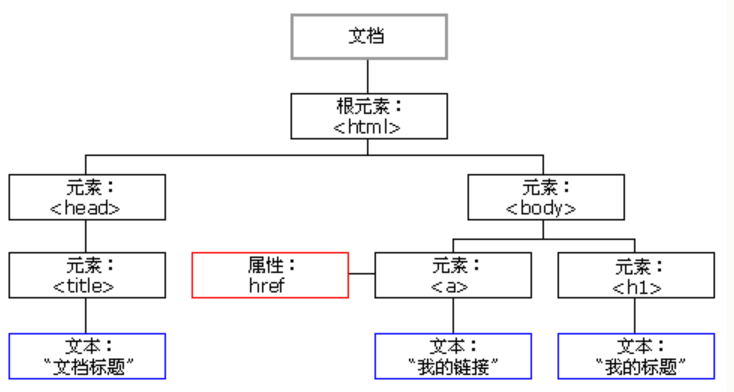 文档
根元素：
<html>
元素：
<head>
元素：
<body>
元素：
<title>
属性：
href
元素：
<a>
元素：
<h1>
文本：
“文档标题”
文本：
“我的链接”
文本：
“我的标题”